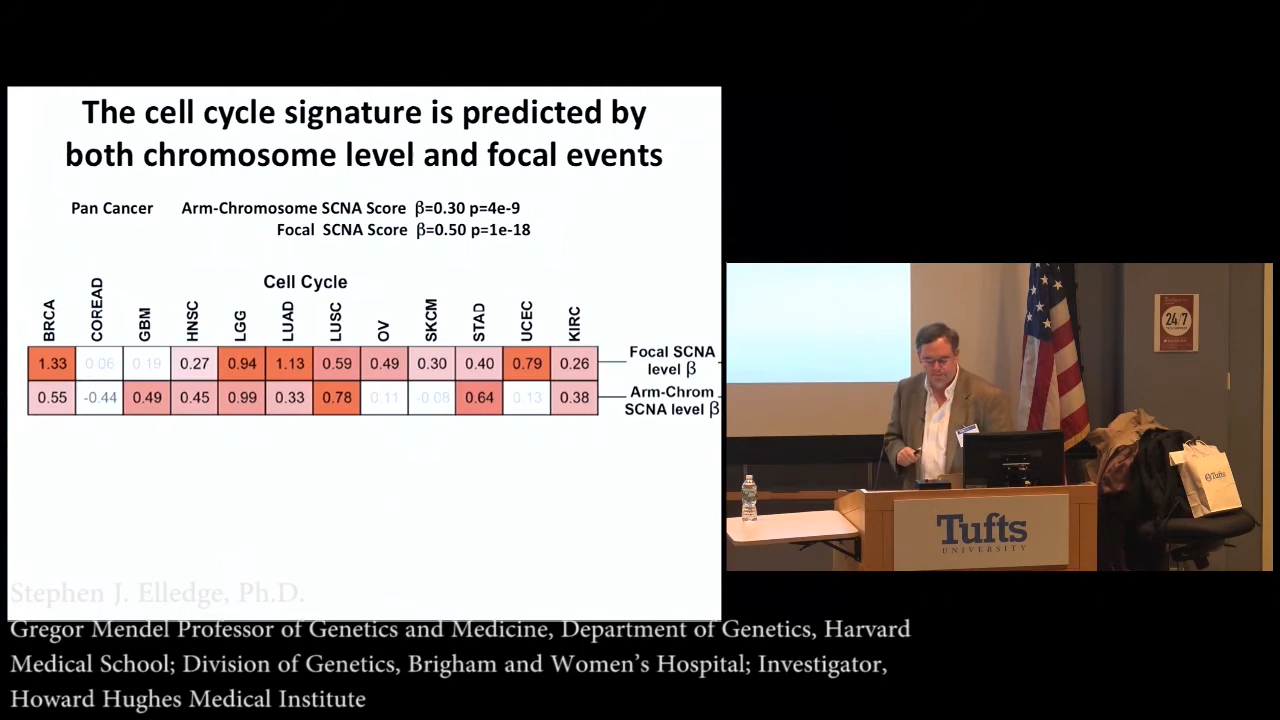 The cell cycle signature is predicted by
both chromosome level and focal events
Pan Cancer Arm-Chromosome SCNA Score β=0.30 p=4e-9
Focal SCNA Score β=0.50 p=1e-18
Cell Cycle
BRCA COREAD GBM HNSC LGG LUAD LUSC OV SKCM STAD UCEC KIRC
1.33 0.06 0.19 0.27 0.94 1.13 0.59 0.49 0.30 0.40 0.79 0.26
Focal SCNA
level β
0.55 -0.44 0.49 0.45 0.99 0.33 0.78 0.11 -0.08 0.64 0.13 0.38
Arm-Chrom
SCNA level β
24/7
Tufts
Tufts
UNIVERSITY
Stephen J. Elledge, Ph.D.
Gregor Mendel Professor of Genetics and Medicine, Department of Genetics, Harvard
Medical School; Division of Genetics, Brigham and Women's Hospital; Investigator,
Howard Hughes Medical Institute